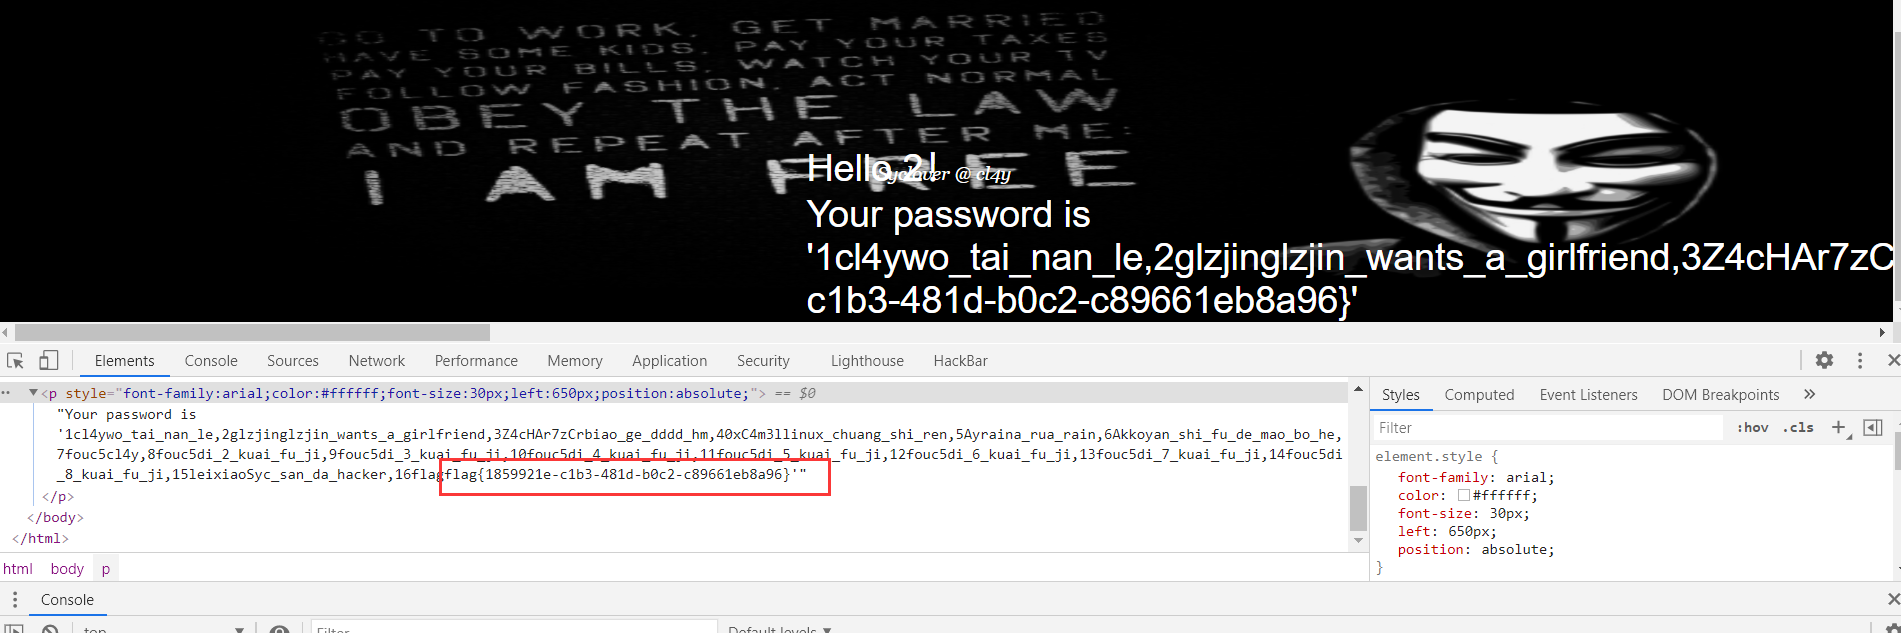 GO TO WORK, GET MARRIED
HAVE SOME KIDS, PAY YOUR TAXES
PAY YOUR BILLS, WATCH YOUR TV
FOLLOW FASHION, ACT NORMAL
OBEY THE LAW
AND REPEAT AFTER ME:
I AM FREE
Hello 2!
Syclover @ cl4y
Your password is
'1cl4ywo_tai_nan_le,2glzjinglzjin_wants_a_girlfriend,3Z4cHAr7zC
c1b3-481d-b0c2-c89661eb8a96}'
Elements Console Sources Network Performance Memory Application Security Lighthouse HackBar
<p style="font-family:arial;color:#ffffff;font-size:30px;left:650px;position:absolute;"> == $0
"Your password is
'1cl4ywo_tai_nan_le,2glzjinglzjin_wants_a_girlfriend,3Z4cHAr7zCrbiao_ge_dddd_hm,40xC4m3llinux_chuang_shi_ren,5Ayraina_rua_rain,6Akkoyan_shi_fu_de_mao_bo_he,
7fouc5cl4y,8fouc5di_2_kuai_fu_ji,9fouc5di_3_kuai_fu_ji,10fouc5di_4_kuai_fu_ji,11fouc5di_5_kuai_fu_ji,12fouc5di_6_kuai_fu_ji,13fouc5di_7_kuai_fu_ji,14fouc5di
_8_kuai_fu_ji,15leixiaoSyc_san_da_hacker,16flagflag{1859921e-c1b3-481d-b0c2-c89661eb8a96}'"
</p>
</body>
</html>
html body p
Styles Computed Event Listeners DOM Breakpoints »
Filter :hov .cls +
element.style {
font-family: arial;
color: #ffffff;
font-size: 30px;
left: 650px;
position: absolute;
}
Console
top Filter Default levels ▼